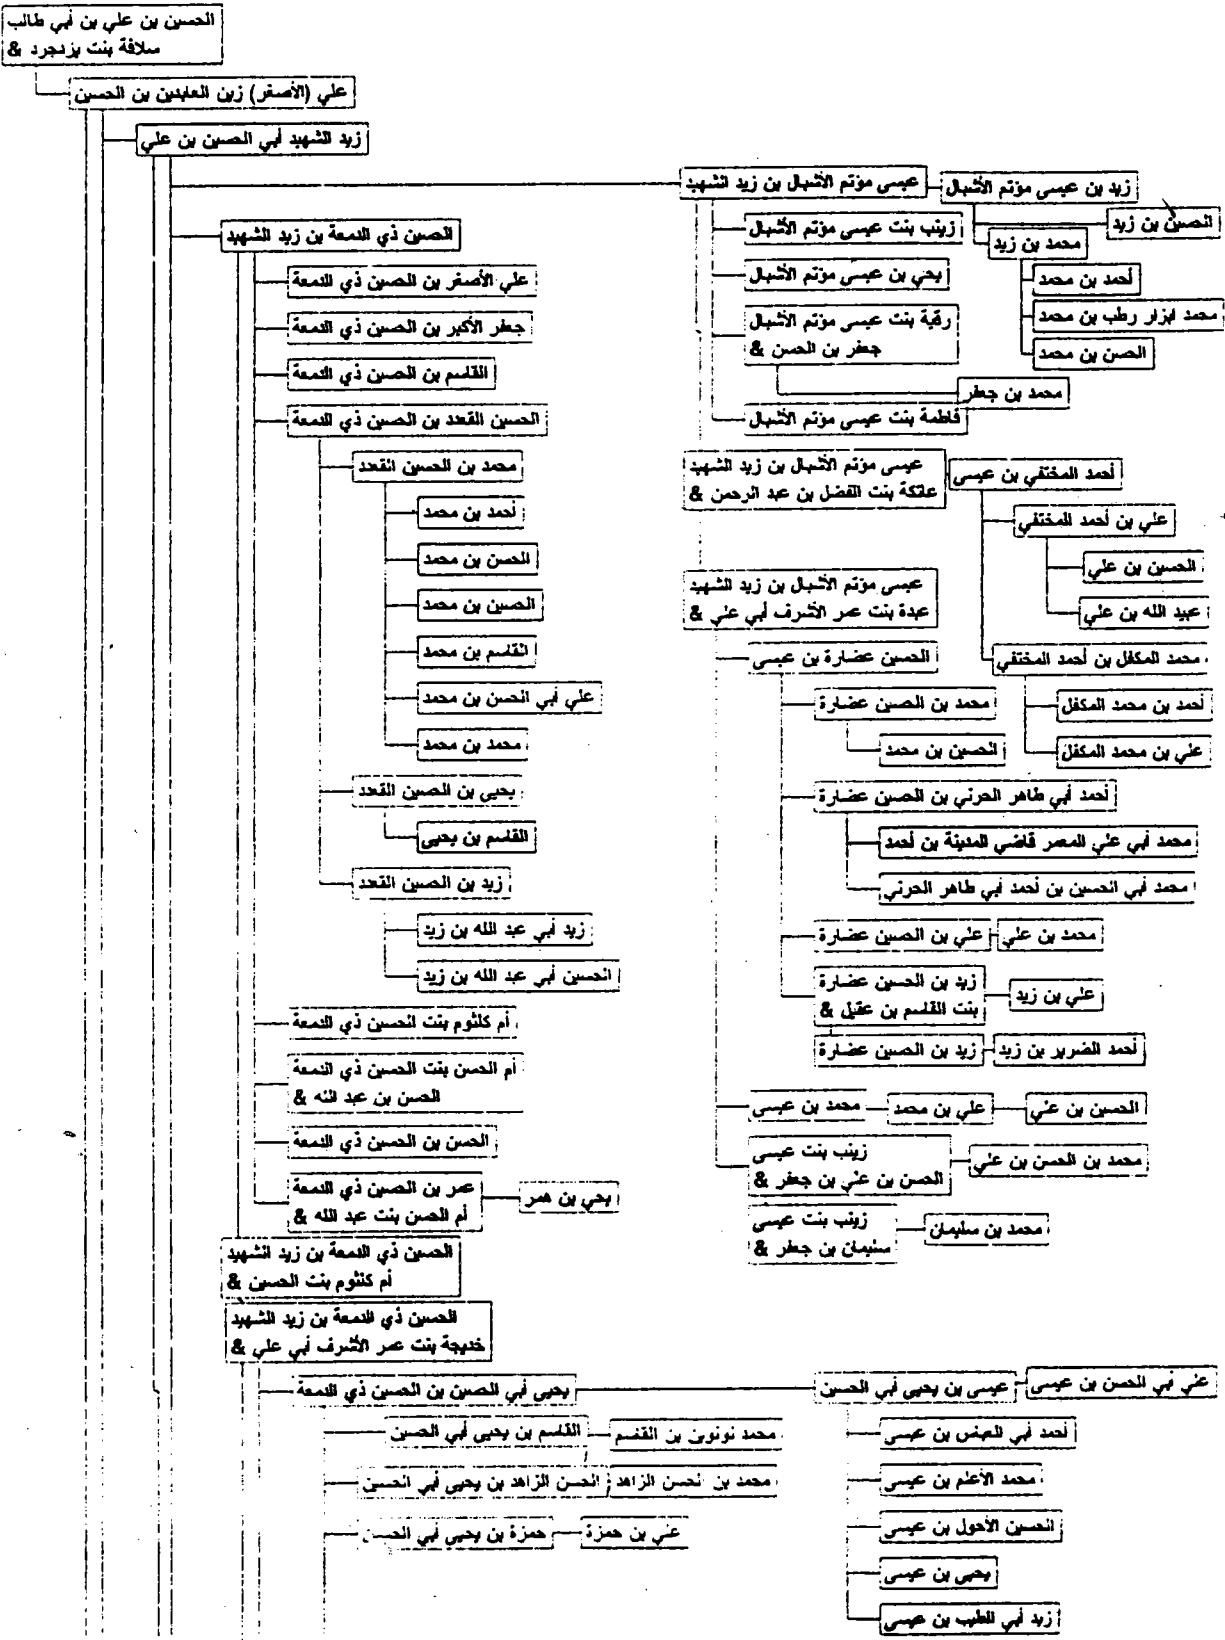 الحسين بن علي بن أبي طالب
سلافة بنت يزدجرد &
علي (الأصغر) زين العابدين بن الحسين
زيد الشهيد أبي الحسين بن علي
عيسى مؤتم الأشبال بن زيد الشهيد
زيد بن عيسى مؤتم الأشبال
الحسين بن زيد
محمد بن زيد
أحمد بن محمد
محمد ابزار رطب بن محمد
الحسن بن محمد
زينب بنت عيسى مؤتم الأشبال
يحي بن عيسى مؤتم الأشبال
رقية بنت عيسى مؤتم الأشبال
جعفر بن الحسن &
محمد بن جعفر
فاطمة بنت عيسى مؤتم الأشبال
عيسى مؤتم الأشبال بن زيد الشهيد
عاتكة بنت الفضل بن عبد الرحمن &
أحمد المختفي بن عيسى
علي بن أحمد المختفي
الحسين بن علي
عبيد الله بن علي
محمد المكفل بن أحمد المختفي
أحمد بن محمد المكفل
علي بن محمد المكفل
عيسى مؤتم الأشبال بن زيد الشهيد
عبدة بنت عمر الأشرف أبي علي &
الحسين عضارة بن عيسى
محمد بن الحسين عضارة
الحسين بن محمد
أحمد أبي طاهر الحرني بن الحسين عضارة
محمد أبي علي المعمر قاضي المدينة بن أحمد
محمد أبي الحسين بن أحمد أبي طاهر الحرني
علي بن الحسين عضارة
محمد بن علي
زيد بن الحسين عضارة
بنت القاسم بن عقيل &
علي بن زيد
زيد بن الحسين عضارة
أحمد الضرير بن زيد
محمد بن عيسى
علي بن محمد
الحسين بن علي
زينب بنت عيسى
الحسن بن علي بن جعفر &
محمد بن الحسن بن علي
زينب بنت عيسى
سليمان بن جعفر &
محمد بن سليمان
الحسين ذي الدمعة بن زيد الشهيد
علي الأصغر بن الحسين ذي الدمعة
جعفر الأكبر بن الحسين ذي الدمعة
القاسم بن الحسين ذي الدمعة
الحسين القعدد بن الحسين ذي الدمعة
محمد بن الحسين القعدد
أحمد بن محمد
الحسن بن محمد
الحسين بن محمد
القاسم بن محمد
علي أبي الحسن بن محمد
محمد بن محمد
يحيى بن الحسين القعدد
القاسم بن يحيى
زيد بن الحسين القعدد
زيد أبي عبد الله بن زيد
الحسين أبي عبد الله بن زيد
أم كلثوم بنت الحسين ذي الدمعة
أم الحسن بنت الحسين ذي الدمعة
الحسن بن عبد الله &
الحسن بن الحسين ذي الدمعة
عمر بن الحسين ذي الدمعة
أم الحسن بنت عبد الله &
يحي بن همر
الحسين ذي الدمعة بن زيد الشهيد
أم كلثوم بنت الحسين &
الحسين ذي الدمعة بن زيد الشهيد
خديجة بنت عمر الأشرف أبي علي &
يحيى أبي الحسين بن الحسين ذي الدمعة
عيسى بن يحيى أبي الحسين
علي أبي الحسن بن عيسى
أحمد أبي العباس بن عيسى
محمد الأعلم بن عيسى
الحسين الأحول بن عيسى
يحيى بن عيسى
زيد أبي الطيب بن عيسى
القاسم بن يحيى أبي الحسين
محمد نونوين بن القسم
الحسن الزاهد بن يحيى أبي الحسين
محمد بن الحسن الزاهد
حمزة بن يحيى أبي الحسين
علي بن حمزة